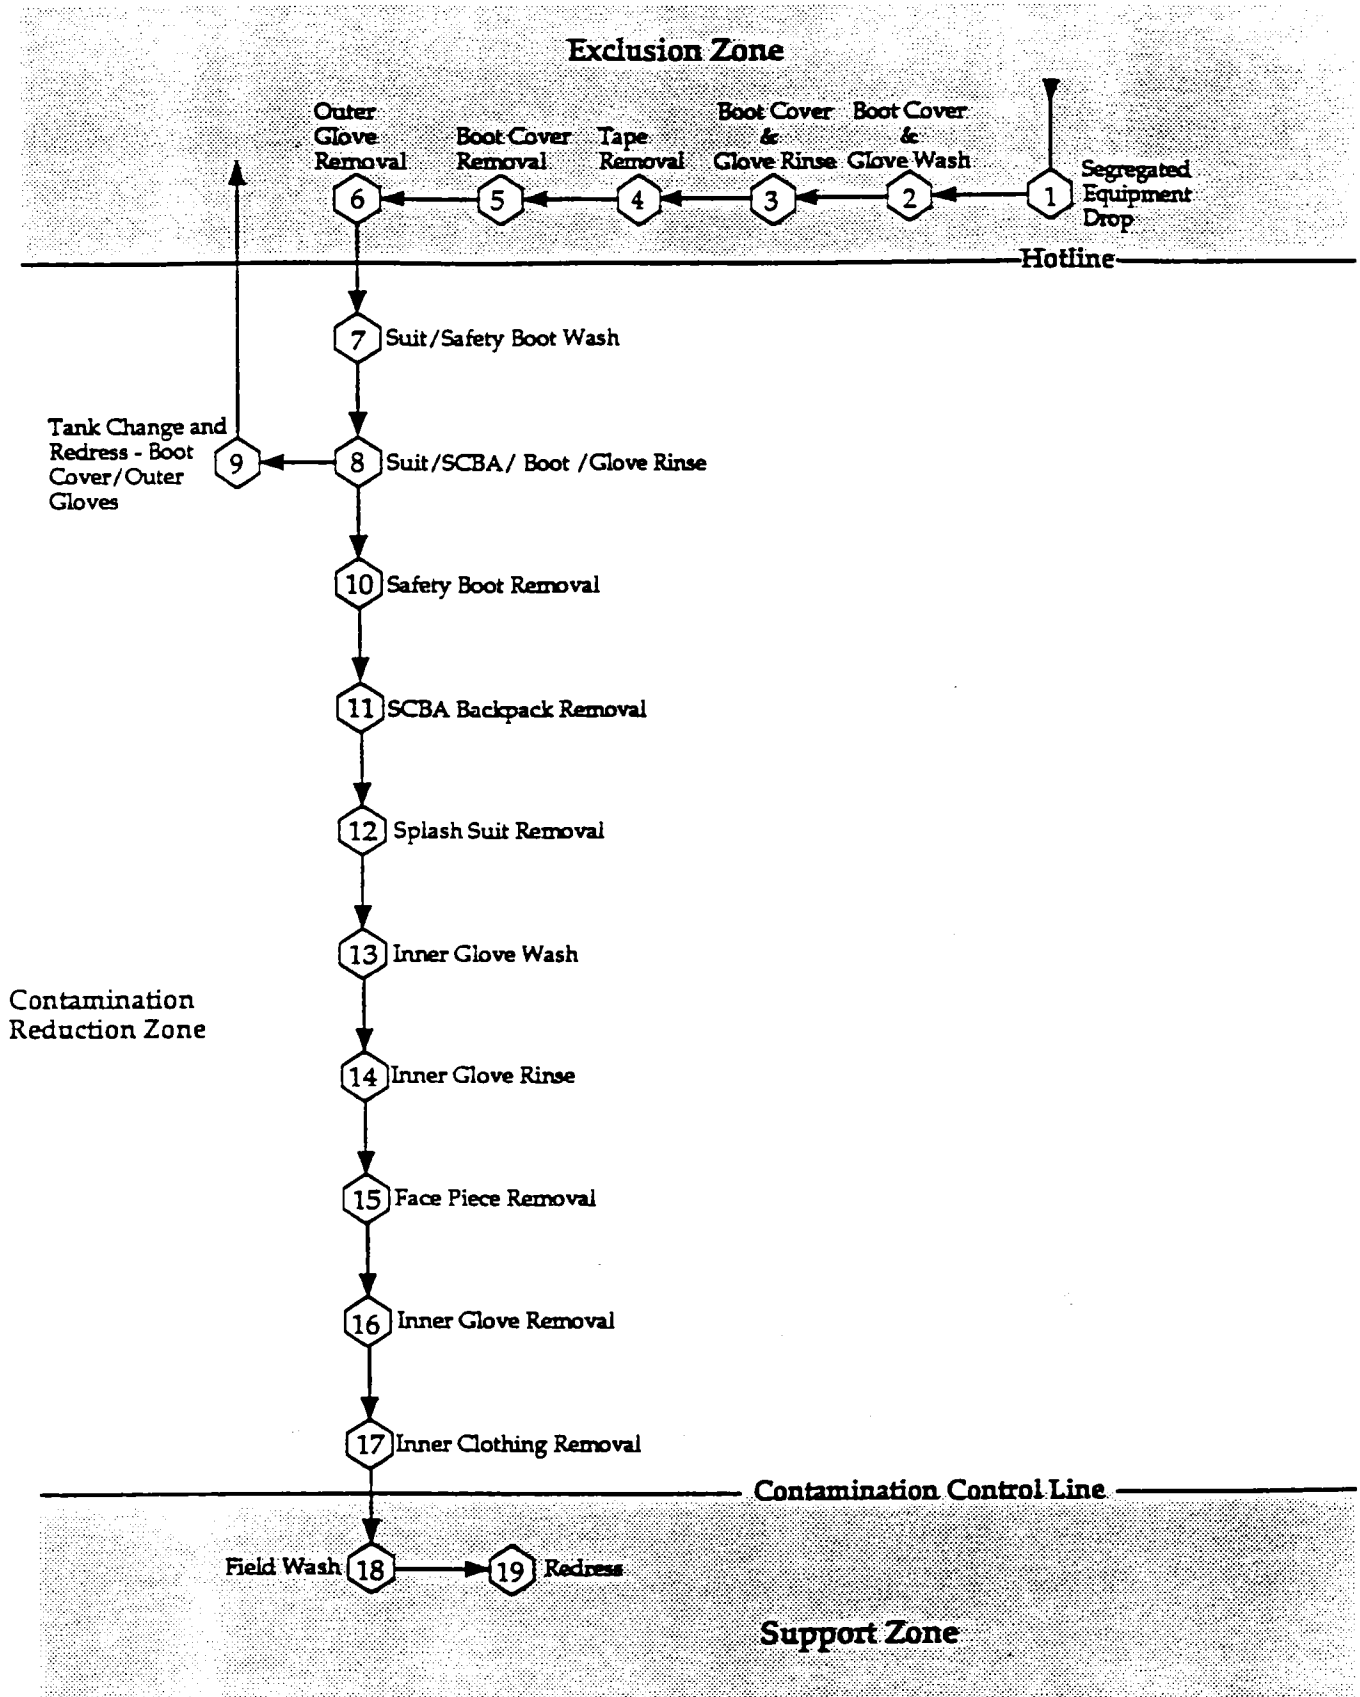 Exclusion Zone
Outer
Glove
Removal
Boot Cover
Removal
Tape
Removal
Boot Cover
&
Glove Rinse
Boot Cover
&
Glove Wash
Segregated
Equipment
Drop
6
5
4
3
2
1
Hotline
7
Suit/Safety Boot Wash
Tank Change and
Redress - Boot
Cover/Outer
Gloves
9
8
Suit/SCBA/ Boot /Glove Rinse
10
Safety Boot Removal
11
SCBA Backpack Removal
12
Splash Suit Removal
13
Inner Glove Wash
Contamination
Reduction Zone
14
Inner Glove Rinse
15
Face Piece Removal
16
Inner Glove Removal
17
Inner Clothing Removal
Contamination Control Line
Field Wash
18
19
Redress
Support Zone